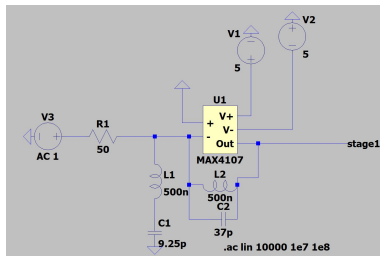 V1
V2
5
5
U1
V3
R1
+
V+
-
V-
Out
stage1
AC 1
50
MAX4107
L1
L2
500n
500n
C2
C1
37p
9.25p
.ac lin 10000 1e7 1e8